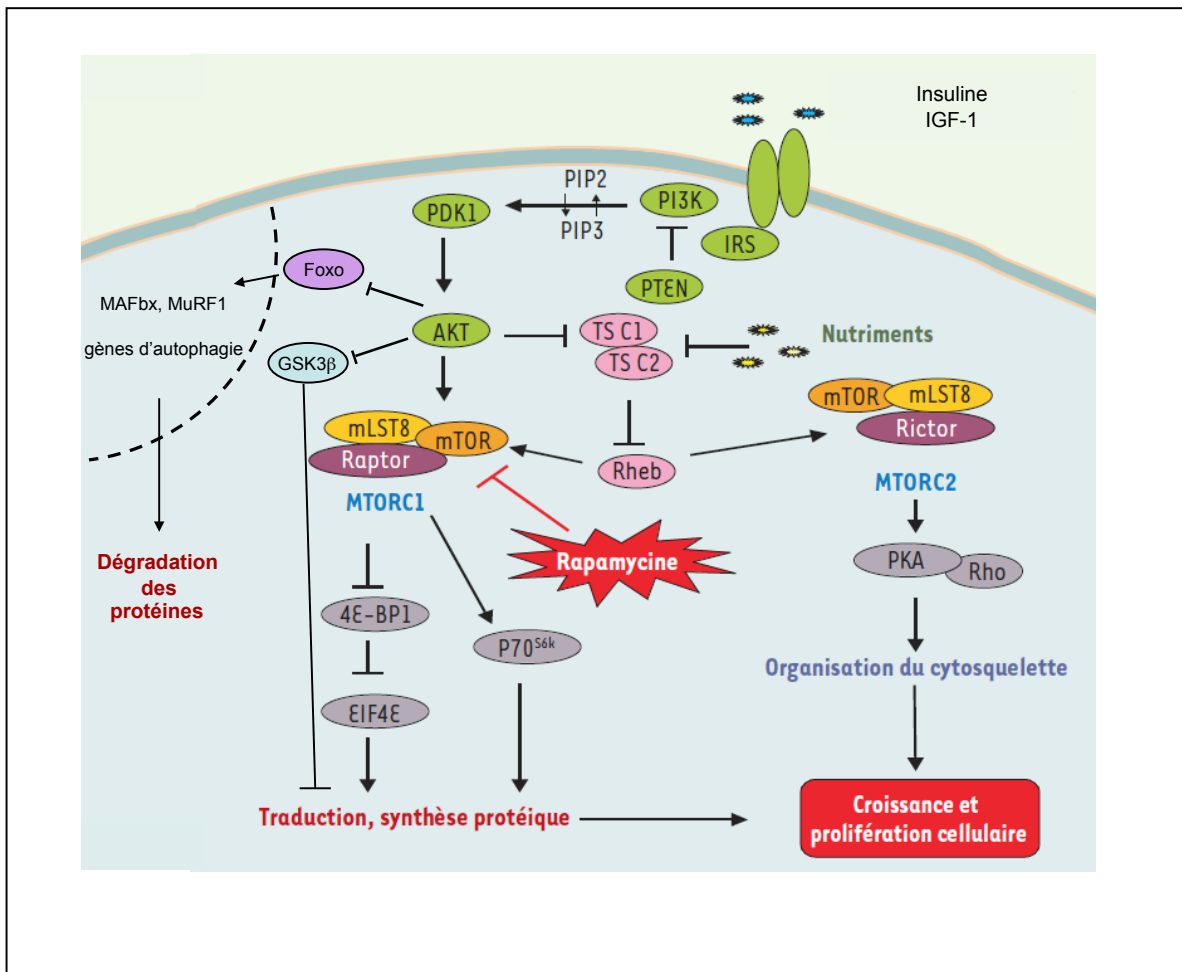 Insuline
IGF-1
PIP2
PI3K
PDK1
PIP3
IRS
Foxo
PTEN
MAFbx, MuRF1
AKT
TS C1
Nutriments
gènes d'autophagie
TS C2
GSK3β
mTOR
mLST8
mLST8
mTOR
Rictor
Raptor
Rheb
MTORC2
MTORC1
Rapamycine
PKA
Rho
Dégradation
des
protéines
4E-BP1
P70S6k
Organisation du cytosquelette
EIF4E
Traduction, synthèse protéique
Croissance et
prolifération cellulaire